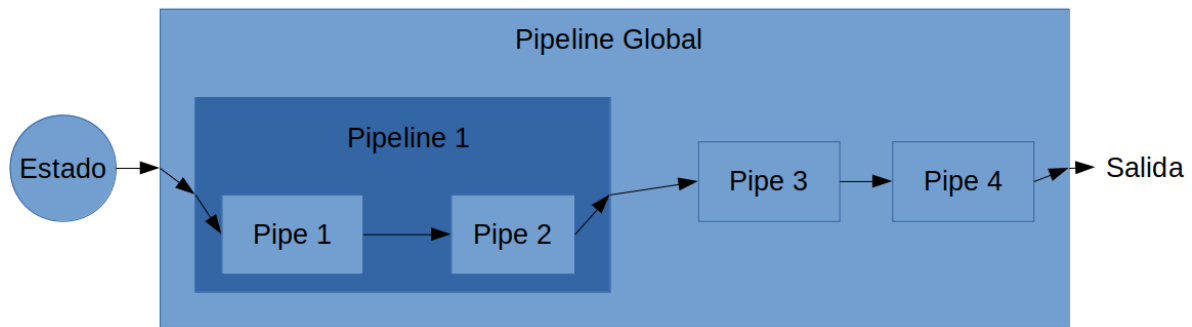 Pipeline Global
Pipeline 1
Estado
Pipe 1
Pipe 2
Pipe 3
Pipe 4
Salida